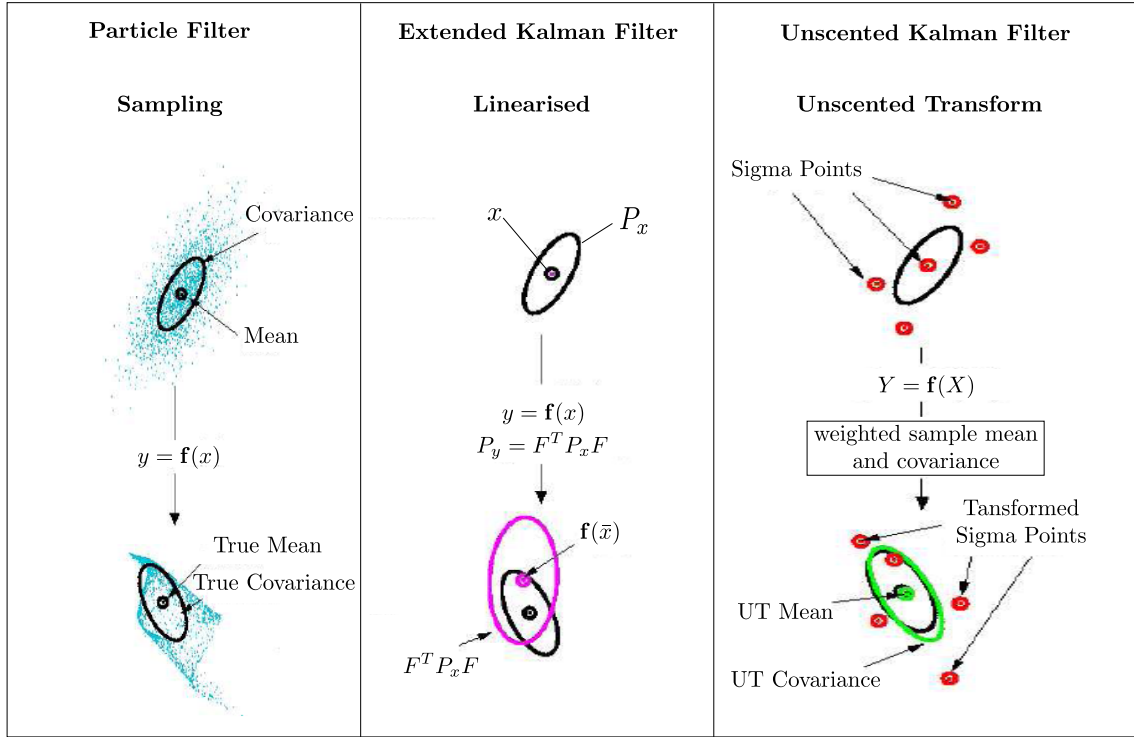 Particle Filter
Sampling
Covariance
Mean
y = f(x)
True Mean
True Covariance
Extended Kalman Filter
Linearised
x
P_x
y = f(x)
P_y = F^T P_x F
f(x̄)
F^T P_x F
Unscented Kalman Filter
Unscented Transform
Sigma Points
Y = f(X)
weighted sample mean
and covariance
Tansformed
Sigma Points
UT Mean
UT Covariance